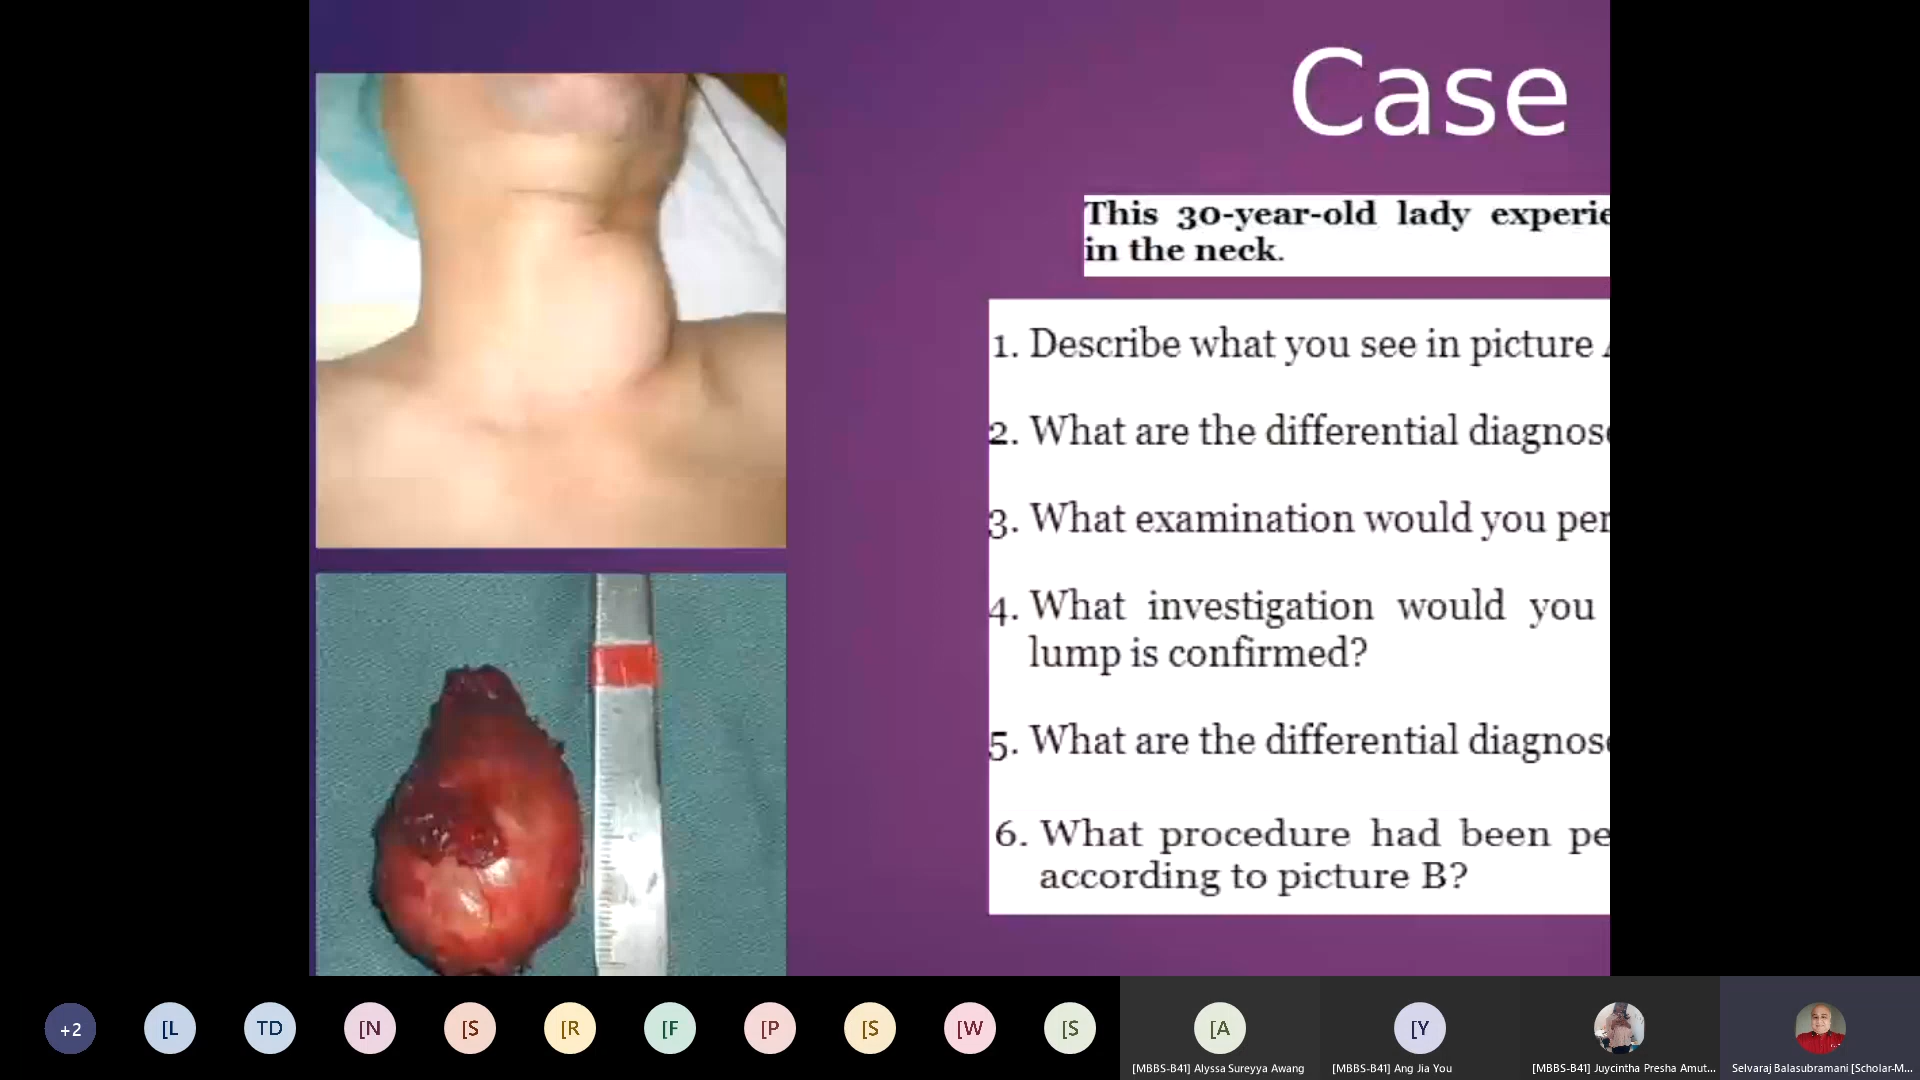 Case
This 30-year-old lady experie
in the neck.
1. Describe what you see in picture
2. What are the differential diagnos
3. What examination would you per
4. What investigation would you
lump is confirmed?
5. What are the differential diagnos
6. What procedure had been pe
according to picture B?
+2
[L
TD
[N
[S
[R
[F
[P
[S
[W
[S
[A
[Y
[MBBS-B41] Alyssa Sureyya Awang
[MBBS-B41] Ang Jia You
[MBBS-B41] Juycintha Presha Amut...
Selvaraj Balasubramani [Scholar-M...